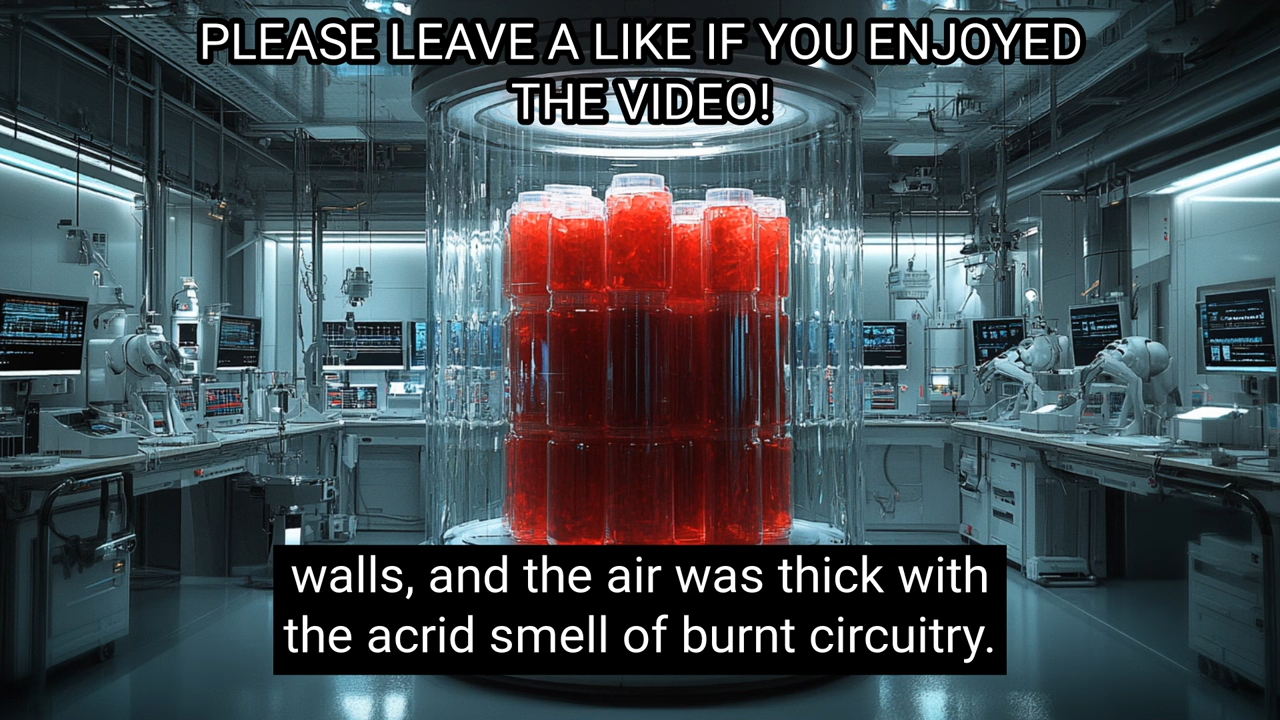 PLEASE LEAVE A LIKE IF YOU ENJOYED
THE VIDEO!
walls, and the air was thick with
the acrid smell of burnt circuitry.